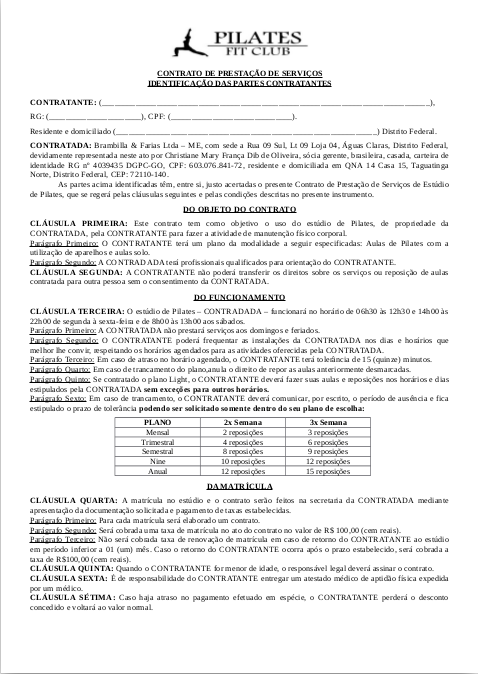 PILATES
FIT CLUB
CONTRATO DE PRESTAÇÃO DE SERVIÇOS
IDENTIFICAÇÃO DAS PARTES CONTRATANTES
CONTRATANTE: (____________________________________________________________),
RG: (____________________), CPF: (__________________________).
Residente e domiciliado (________________________________________________________) Distrito Federal.
CONTRATADA: Brambilla & Farias Ltda – ME, com sede a Rua 09 Sul, Lt 09 Loja 04, Águas Claras, Distrito Federal,
devidamente representada neste ato por Christiane Mary França Dib de Oliveira, sócia gerente, brasileira, casada, carteira de
identidade RG nº 4039435 DGPC-GO, CPF: 603.076.841-72, residente e domiciliada em QNA 14 Casa 15, Taguatinga
Norte, Distrito Federal, CEP: 72110-140.
As partes acima identificadas têm, entre si, justo acertadas o presente Contrato de Prestação de Serviços de Estúdio
de Pilates, que se regerá pelas cláusulas seguintes e pelas condições descritas no presente instrumento.
DO OBJETO DO CONTRATO
CLÁUSULA PRIMEIRA: Este contrato tem como objetivo o uso do estúdio de Pilates, de propriedade da
CONTRATADA, pela CONTRATANTE para fazer a atividade de manutenção físico corporal.
Parágrafo Primeiro: O CONTRATANTE terá um plano da modalidade a seguir especificadas: Aulas de Pilates com a
utilização de aparelhos e aulas solo.
Parágrafo Segundo: A CONTRADADA terá profissionais qualificados para orientação do CONTRATANTE.
CLÁUSULA SEGUNDA: A CONTRATANTE não poderá transferir os direitos sobre os serviços ou reposição de aulas
contratada para outra pessoa sem o consentimento da CONTRATADA.
DO FUNCIONAMENTO
CLÁUSULA TERCEIRA: O estúdio de Pilates – CONTRADADA – funcionará no horário de 06h30 às 12h30 e 14h00 às
22h00 de segunda à sexta-feira e de 8h00 às 13h00 aos sábados.
Parágrafo Primeiro: A CONTRADADA não prestará serviços aos domingos e feriados.
Parágrafo Segundo: O CONTRATANTE poderá frequentar as instalações da CONTRADADA nos dias e horários que
melhor lhe convir, respeitando os horários agendados para as atividades oferecidas pela CONTRADADA.
Parágrafo Terceiro: Em caso de atraso no horário agendado, o CONTRATANTE terá tolerância de 15 (quinze) minutos.
Parágrafo Quarto: Em caso de trancamento do plano,anula o direito de repor as aulas anteriormente desmarcadas.
Parágrafo Quinto: Se contratado o plano Light, o CONTRATANTE deverá fazer suas aulas e reposições nos horários e dias
estipulados pela CONTRATADA sem exceções para outros horários.
Parágrafo Sexto: Em caso de trancamento, o CONTRATANTE deverá comunicar, por escrito, o período de ausência e fica
estipulado o prazo de tolerância podendo ser solicitado somente dentro do seu plano de escolha:
PLANO 2x Semana 3x Semana
Mensal 2 reposições 3 reposições
Trimestral 4 reposições 6 reposições
Semestral 8 reposições 9 reposições
Nine 10 reposições 12 reposições
Anual 12 reposições 15 reposições
DA MATRÍCULA
CLÁUSULA QUARTA: A matrícula no estúdio e o contrato serão feitos na secretaria da CONTRATADA mediante
apresentação da documentação solicitada e pagamento de taxas estabelecidas.
Parágrafo Primeiro: Para cada matrícula será elaborado um contrato.
Parágrafo Segundo: Será cobrada uma taxa de matrícula no ato do contrato no valor de R$ 100,00 (cem reais).
Parágrafo Terceiro: Não será cobrada taxa de renovação de matrícula em caso de retorno do CONTRATANTE ao estúdio
em período inferior a 01 (um) mês. Caso o retorno do CONTRATANTE ocorra após o prazo estabelecido, será cobrada a
taxa de R$100,00 (cem reais).
CLÁUSULA QUINTA: Quando o CONTRATANTE for menor de idade, o responsável legal deverá assinar o contrato.
CLÁUSULA SEXTA: É de responsabilidade do CONTRATANTE entregar um atestado médico de aptidão física expedida
por um médico.
CLÁUSULA SÉTIMA: Caso haja atraso no pagamento efetuado em espécie, o CONTRATANTE perderá o desconto
concedido e voltará ao valor normal.